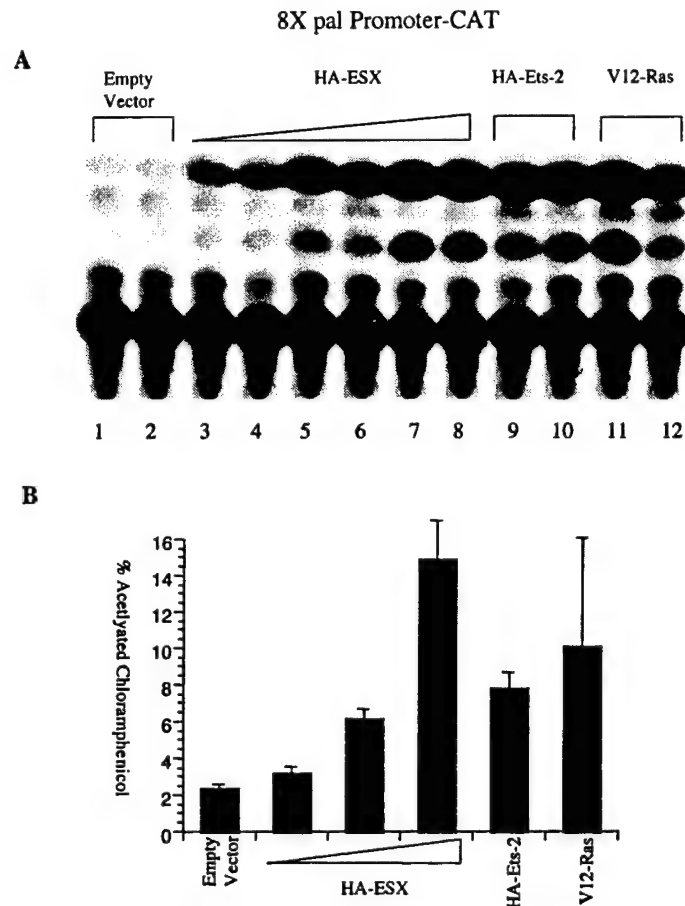 8X pal Promoter-CAT
A
Empty
Vector
HA-ESX
HA-Ets-2
V12-Ras
1 2 3 4 5 6 7 8 9 10 11 12
B
% Acetlyated Chloramphenicol
16
14
12
10
8
6
4
2
0
Empty
Vector
HA-ESX
HA-Ets-2
V12-Ras